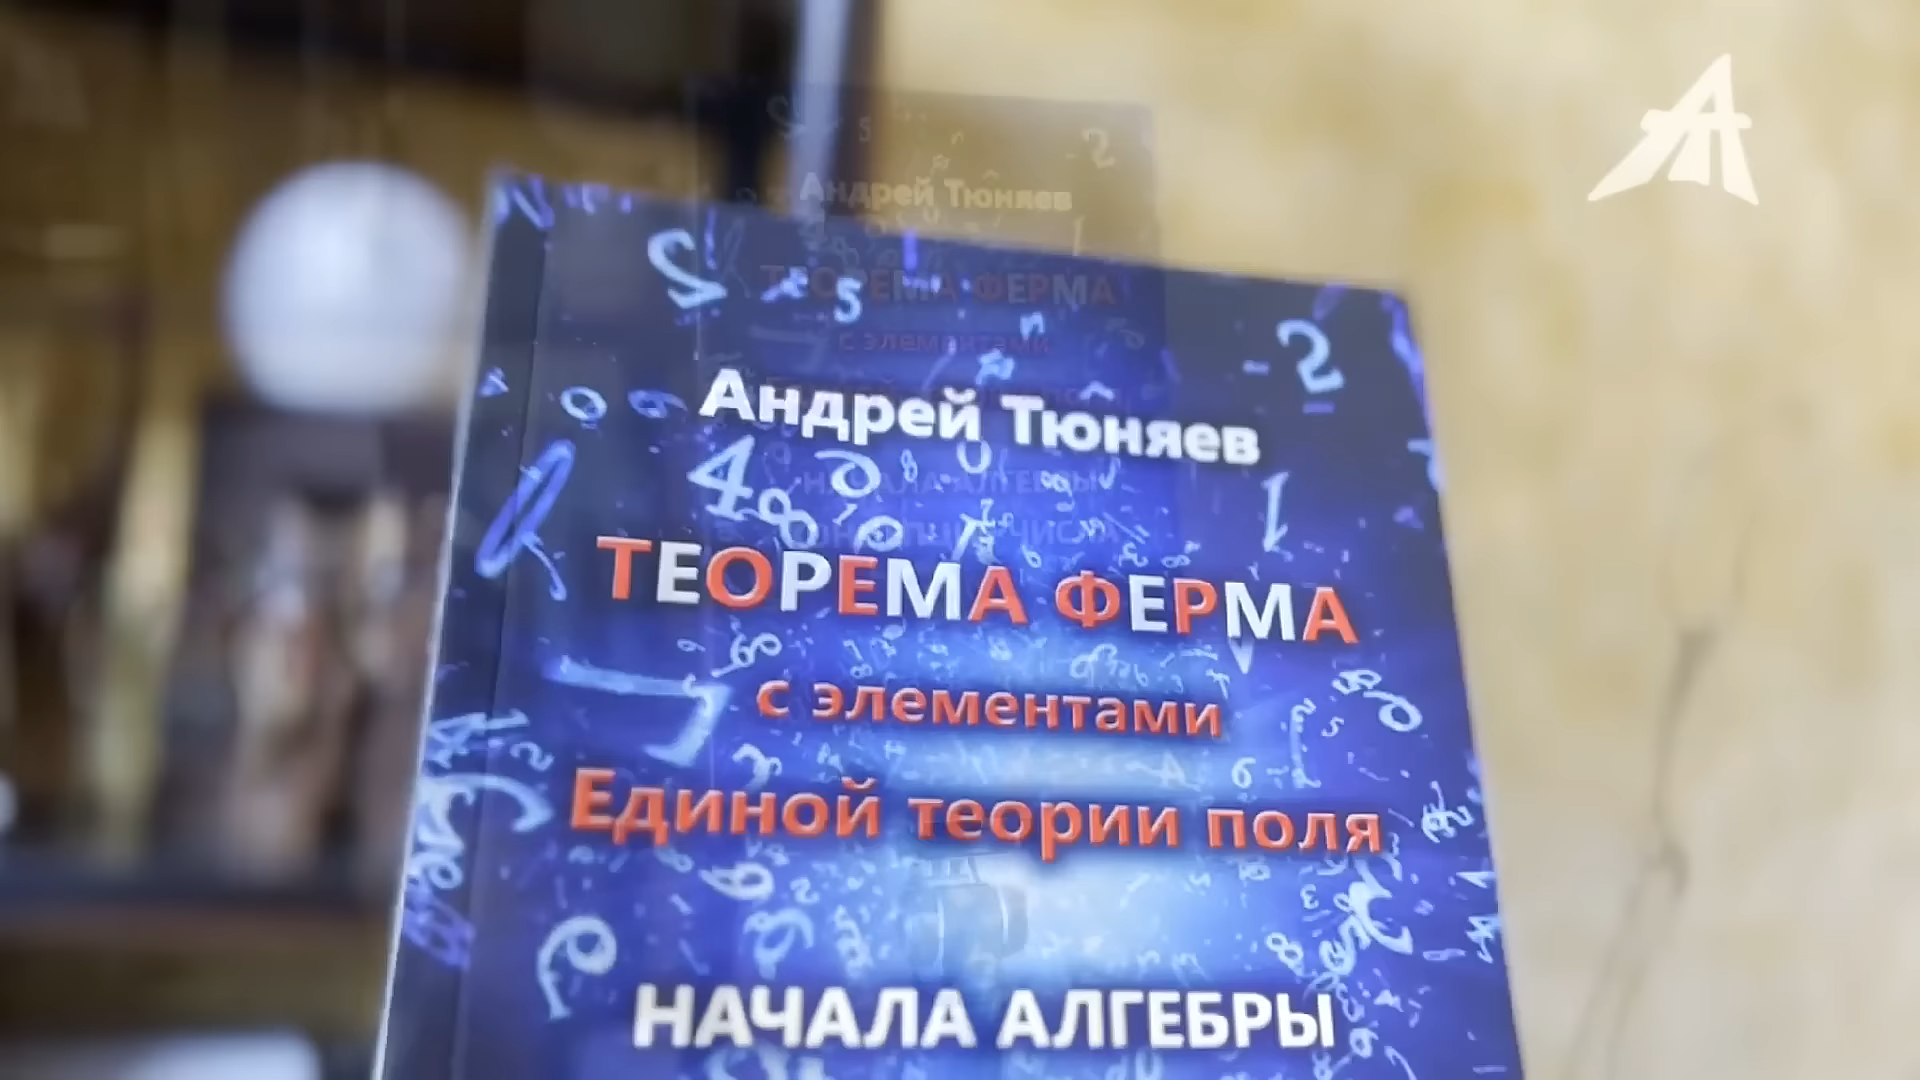 Андрей Тюняев
ТЕОРЕМА ФЕРМА
с элементами
Единой теории поля
НАЧАЛА АЛГЕБРЫ